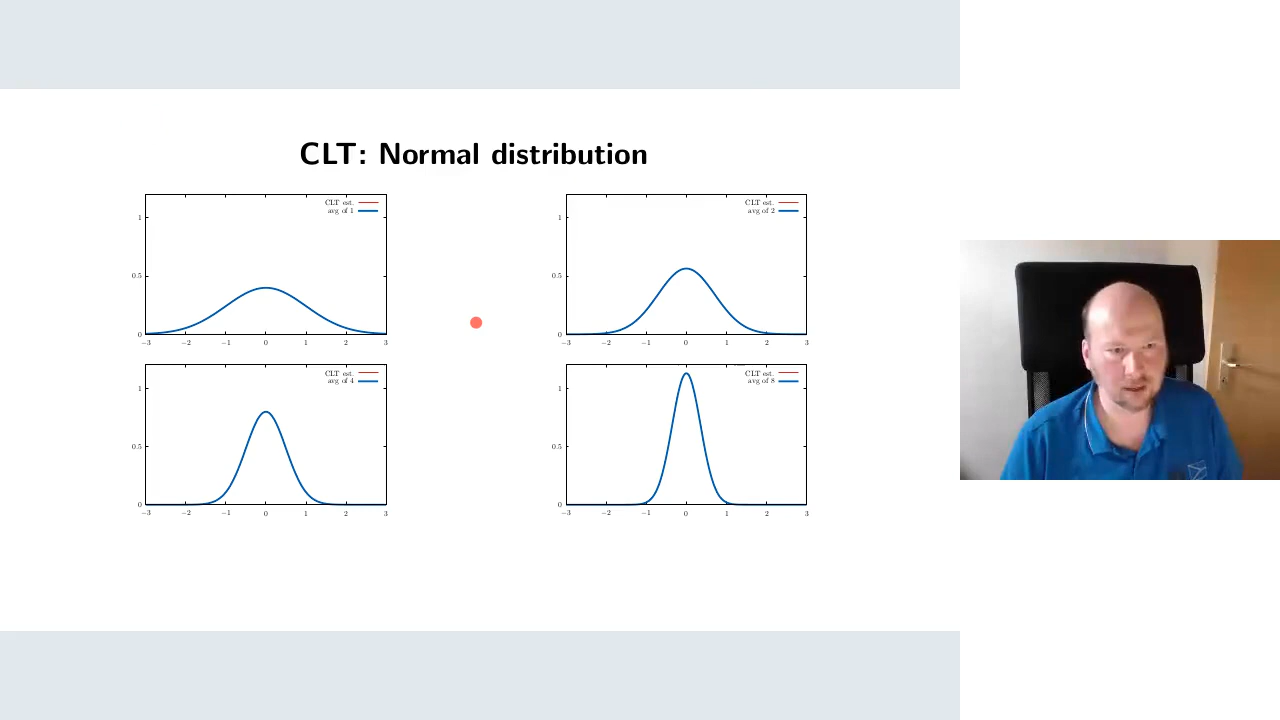 CLT: Normal distribution
CLT est.
avg of 1
1
0.5
0
−3 −2 −1 0 1 2 3
CLT est.
avg of 2
1
0.5
0
−3 −2 −1 0 1 2 3
CLT est.
avg of 4
1
0.5
0
−3 −2 −1 0 1 2 3
CLT est.
avg of 8
1
0.5
0
−3 −2 −1 0 1 2 3